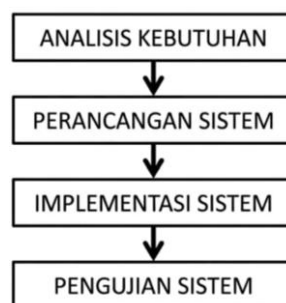 ANALISIS KEBUTUHAN
PERANCANGAN SISTEM
IMPLEMENTASI SISTEM
PENGUJIAN SISTEM